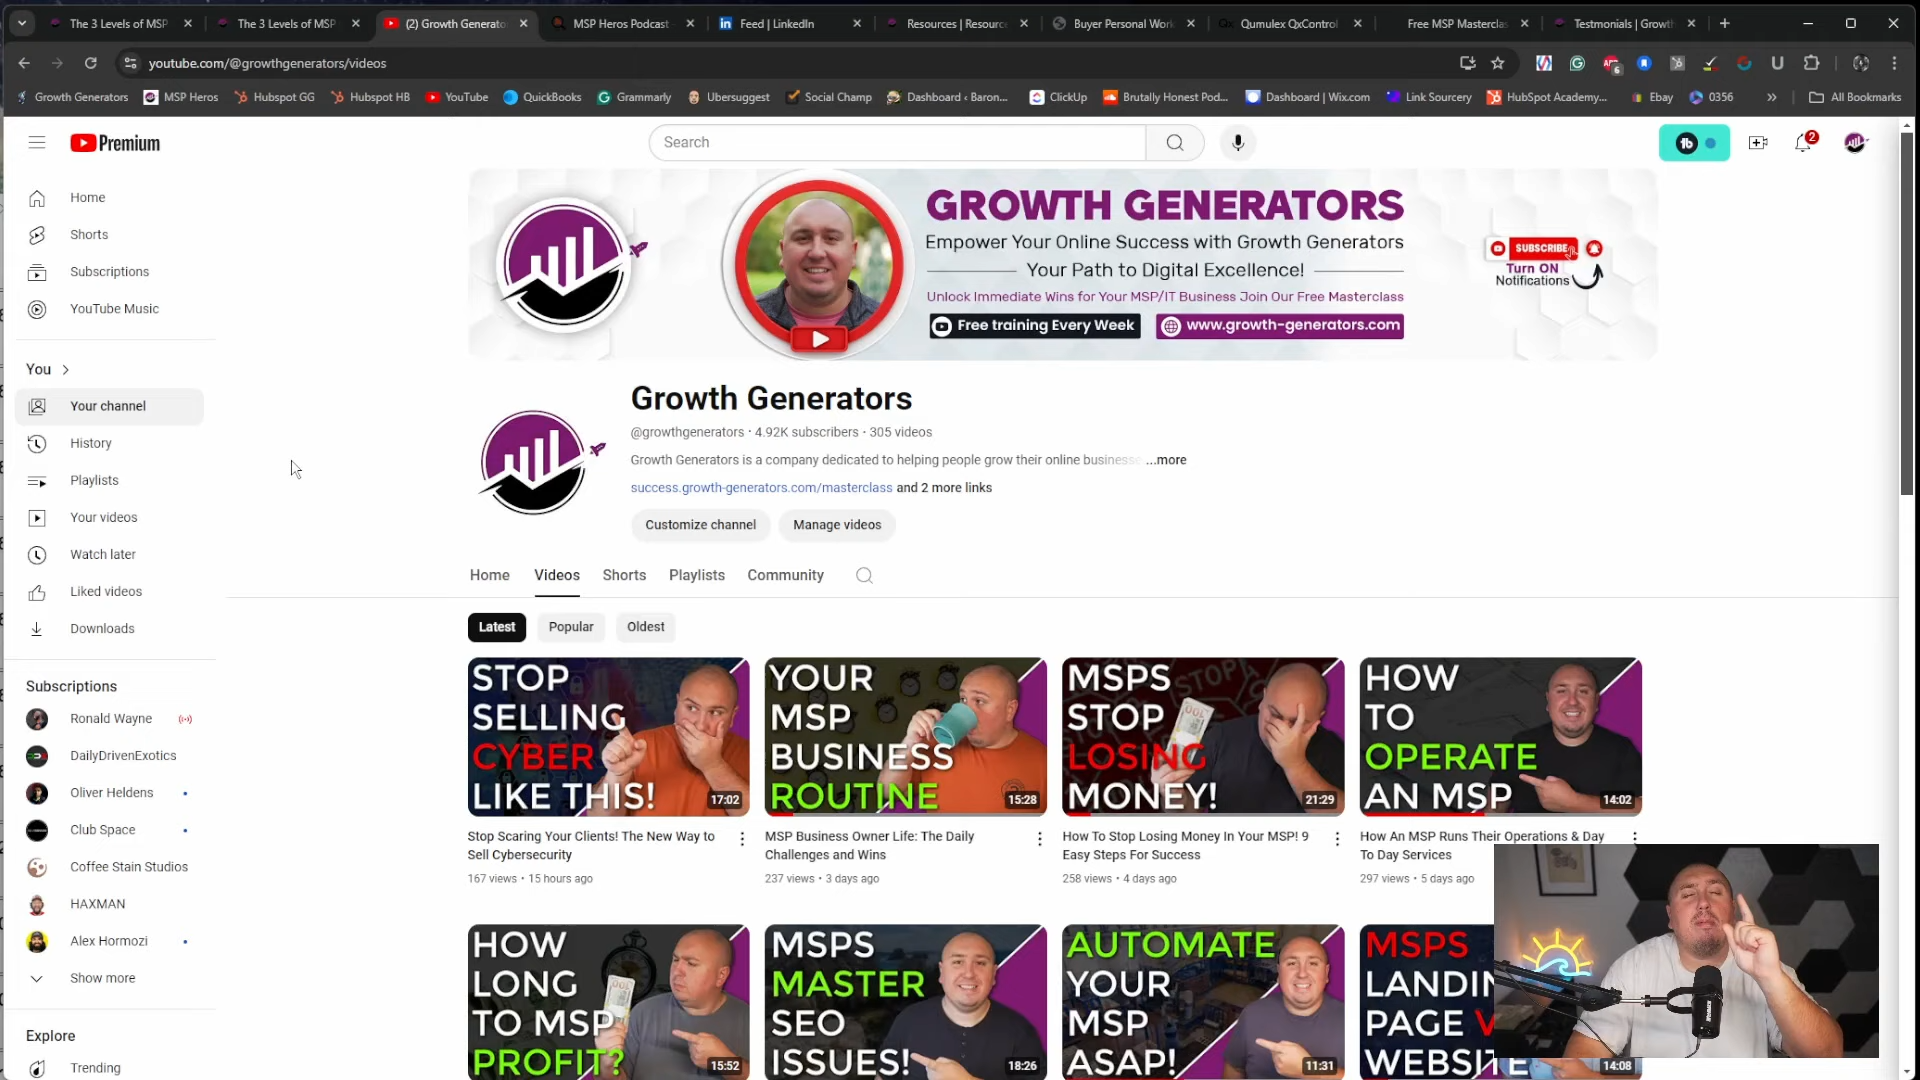 The 3 Levels of MSP
The 3 Levels of MSP
(2) Growth Generato
MSP Heros Podcast -
Feed | LinkedIn
Resources | Resourc
Buyer Personal Wor
Qumulex QxControl
Free MSP Mastercla
Testimonials | Growt
youtube.com/@growthgenerators/videos
6
Growth Generators
MSP Heros
Hubspot GG
Hubspot HB
YouTube
QuickBooks
Grammarly
Ubersuggest
Social Champ
Dashboard ‹ Baron...
ClickUp
Brutally Honest Pod...
Dashboard | Wix.com
Link Sourcery
HubSpot Academy...
Ebay
0356
»
All Bookmarks
Premium
Search
2
Home
Shorts
Subscriptions
YouTube Music
You
Your channel
History
Playlists
Your videos
Watch later
Liked videos
Downloads
Subscriptions
Ronald Wayne
DailyDrivenExotics
Oliver Heldens
Club Space
Coffee Stain Studios
HAXMAN
Alex Hormozi
Show more
Explore
Trending
GROWTH GENERATORS
Empower Your Online Success with Growth Generators
Your Path to Digital Excellence!
Unlock Immediate Wins for Your MSP/IT Business Join Our Free Masterclass
Free training Every Week
www.growth-generators.com
SUBSCRIBE
Turn ON
Notifications
Growth Generators
@growthgenerators · 4.92K subscribers · 305 videos
Growth Generators is a company dedicated to helping people grow their online business ...more
success.growth-generators.com/masterclass and 2 more links
Customize channel
Manage videos
Home
Videos
Shorts
Playlists
Community
Latest
Popular
Oldest
STOP
SELLING
CYBER
LIKE THIS!
17:02
Stop Scaring Your Clients! The New Way to
Sell Cybersecurity
167 views · 15 hours ago
YOUR
MSP
BUSINESS
ROUTINE
15:28
MSP Business Owner Life: The Daily
Challenges and Wins
237 views · 3 days ago
MSPS
STOP
LOSING
MONEY!
21:29
How To Stop Losing Money In Your MSP! 9
Easy Steps For Success
258 views · 4 days ago
HOW
TO
OPERATE
AN MSP
14:02
How An MSP Runs Their Operations & Day
To Day Services
297 views · 5 days ago
HOW
LONG
TO MSP
PROFIT?
15:52
MSPS
MASTER
SEO
ISSUES!
18:26
AUTOMATE
YOUR
MSP
ASAP!
11:31
MSPS
LANDIN
PAGE V
WEBSITE
14:08